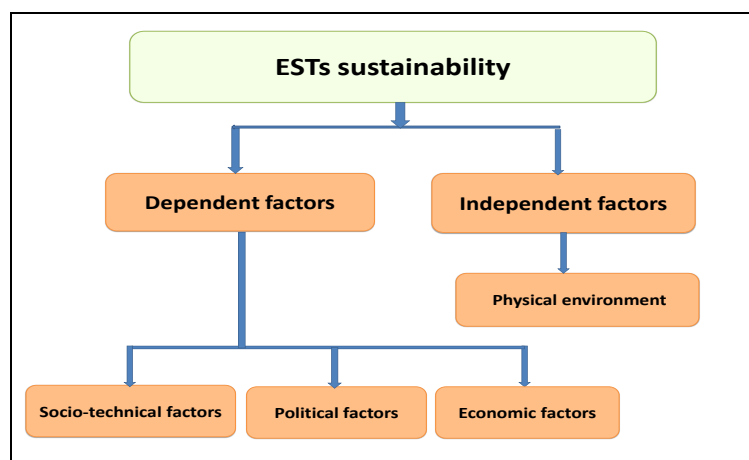 ESTs sustainability
Dependent factors
Independent factors
Physical environment
Socio-technical factors
Political factors
Economic factors